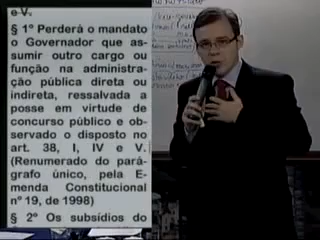 e V.
§ 1º Perderá o mandato
o Governador que as-
sumir outro cargo ou
função na administra-
ção pública direta ou
indireta, ressalvada a
posse em virtude de
concurso público e ob-
servado o disposto no
art. 38, I, IV e V.
(Renumerado do pará-
grafo único, pela E-
menda Constitucional
nº 19, de 1998)
§ 2º Os subsídios do